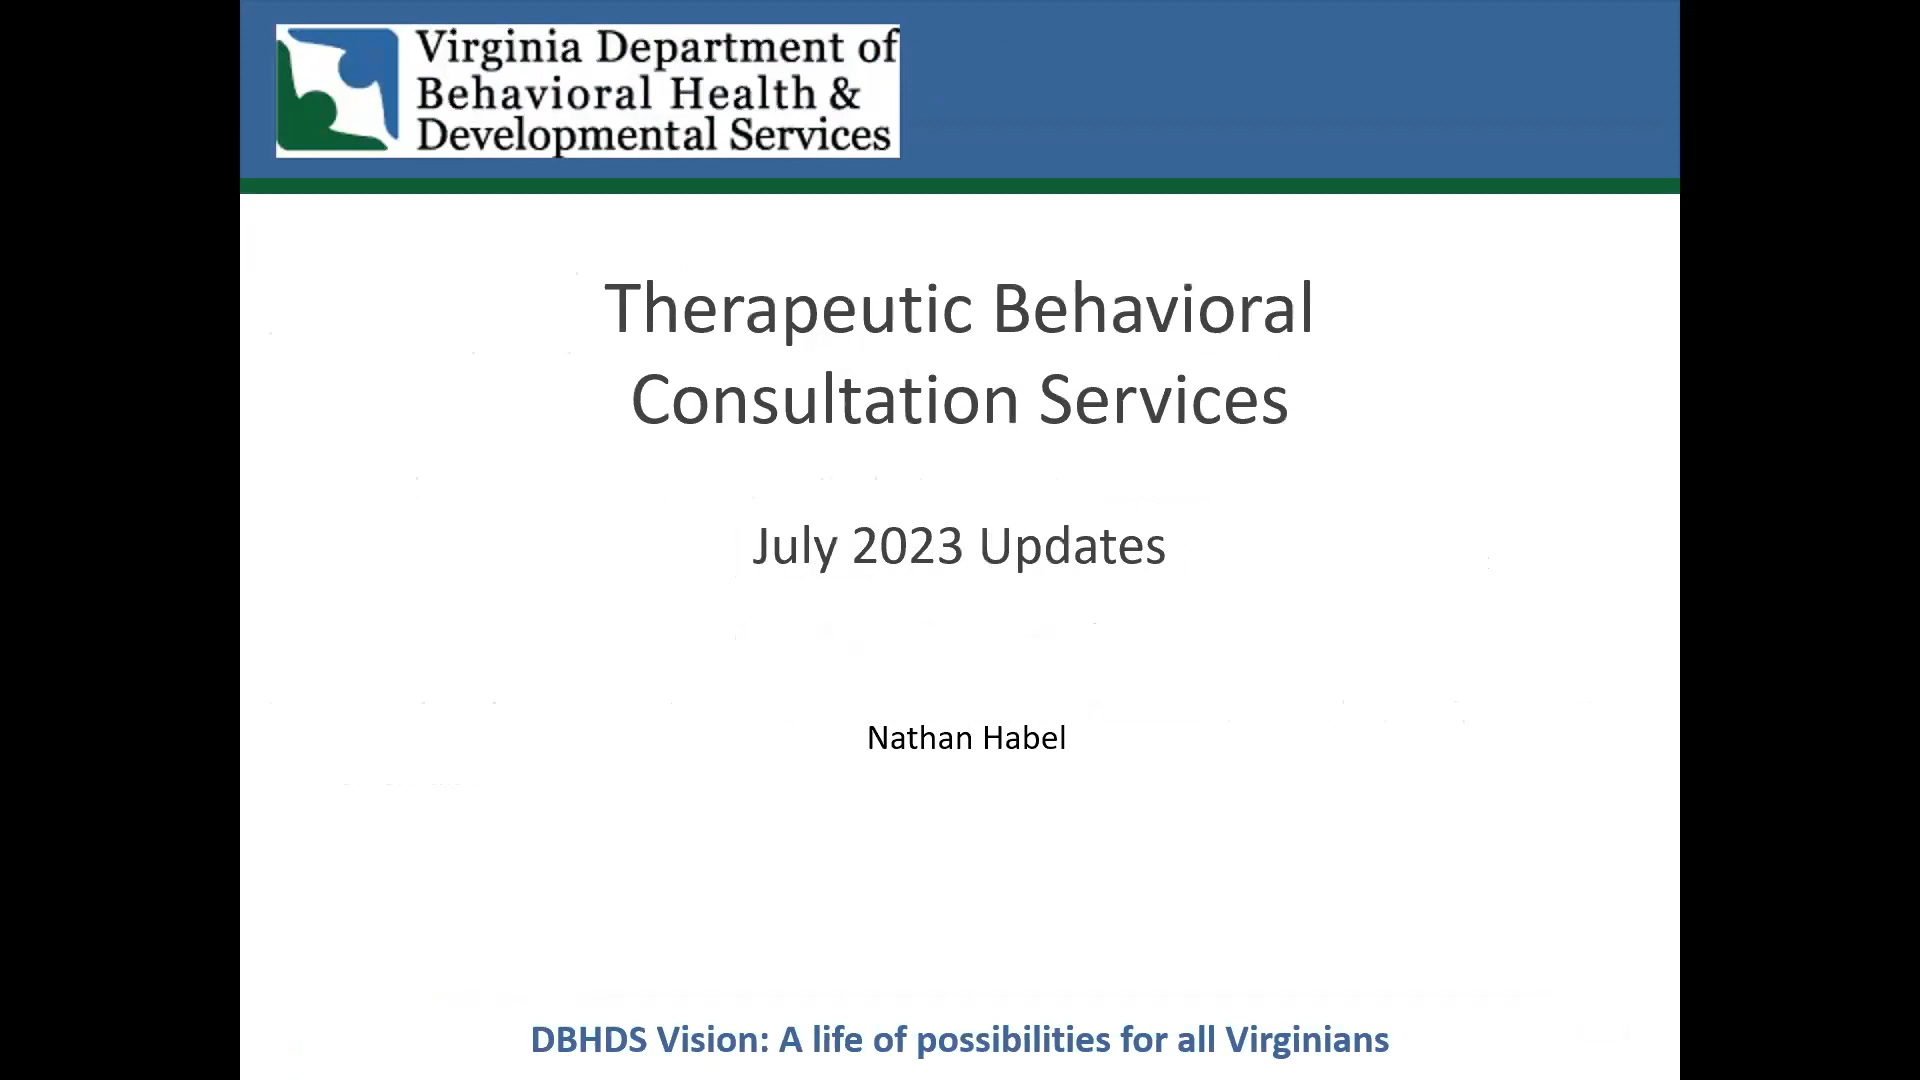 Virginia Department of
Behavioral Health &
Developmental Services
Therapeutic Behavioral
Consultation Services
July 2023 Updates
Nathan Habel
DBHDS Vision: A life of possibilities for all Virginians